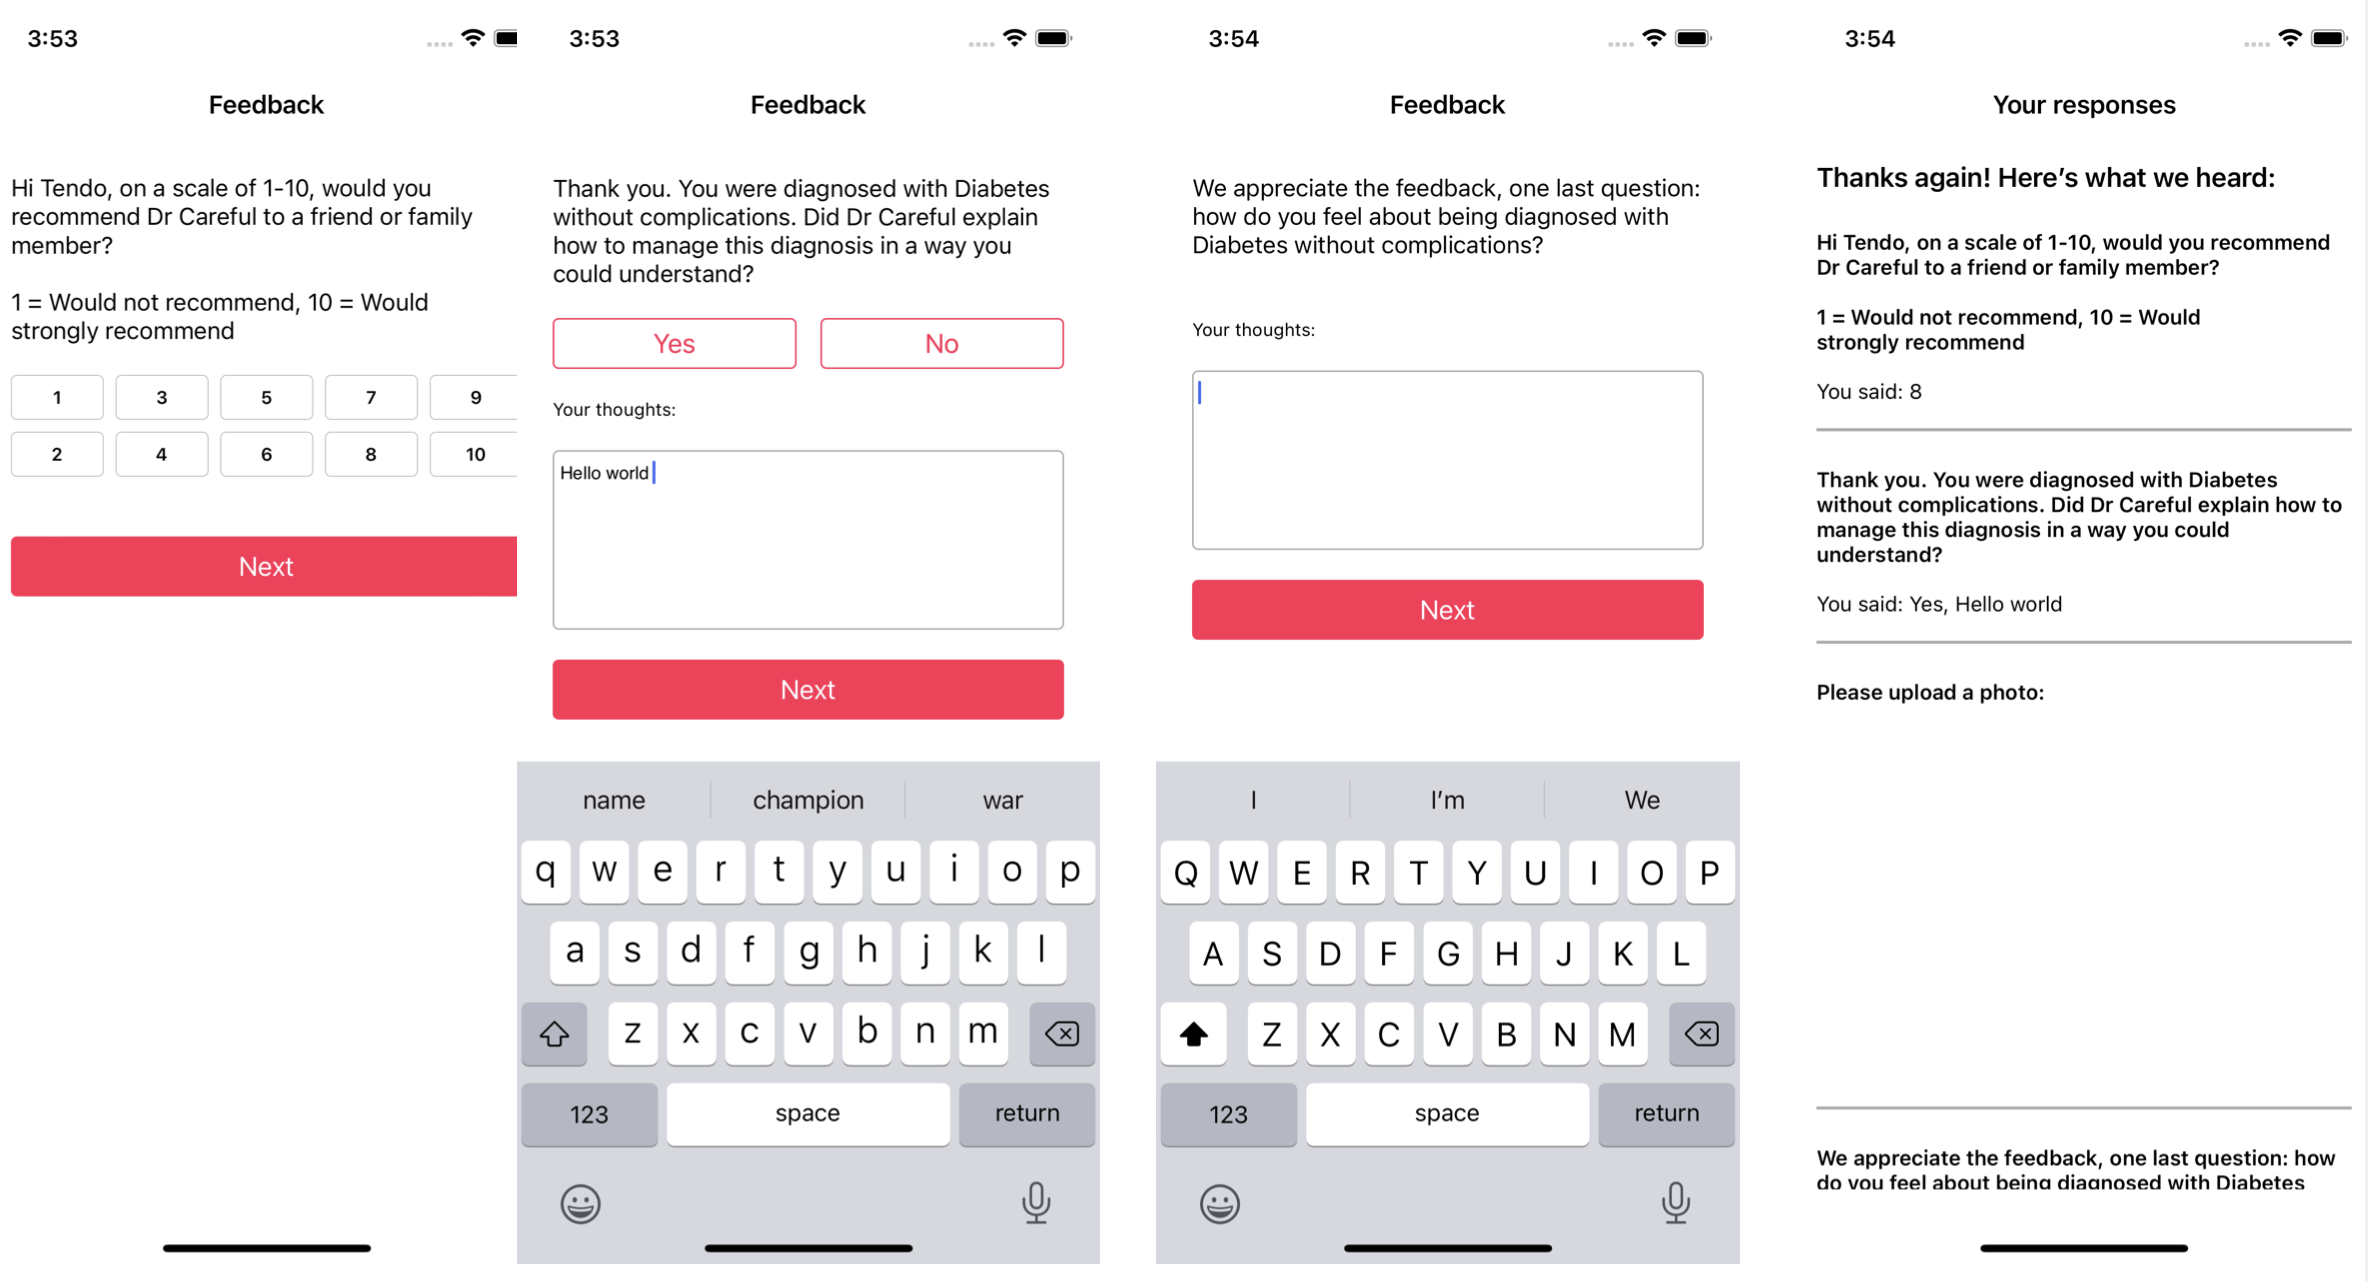 3:53
Feedback
Hi Tendo, on a scale of 1-10, would you
recommend Dr Careful to a friend or family
member?
1 = Would not recommend, 10 = Would
strongly recommend
1 3 5 7 9
2 4 6 8 10
Next
3:53
Feedback
Thank you. You were diagnosed with Diabetes
without complications. Did Dr Careful explain
how to manage this diagnosis in a way you
could understand?
Yes No
Your thoughts:
Hello world
Next
name champion war
q w e r t y u i o p
a s d f g h j k l
z x c v b n m
123 space return
3:54
Feedback
We appreciate the feedback, one last question:
how do you feel about being diagnosed with
Diabetes without complications?
Your thoughts:
Next
I I’m We
Q W E R T Y U I O P
A S D F G H J K L
Z X C V B N M
123 space return
3:54
Your responses
Thanks again! Here’s what we heard:
Hi Tendo, on a scale of 1-10, would you recommend
Dr Careful to a friend or family member?
1 = Would not recommend, 10 = Would
strongly recommend
You said: 8
Thank you. You were diagnosed with Diabetes
without complications. Did Dr Careful explain how to
manage this diagnosis in a way you could
understand?
You said: Yes, Hello world
Please upload a photo:
We appreciate the feedback, one last question: how
do you feel about being diagnosed with Diabetes